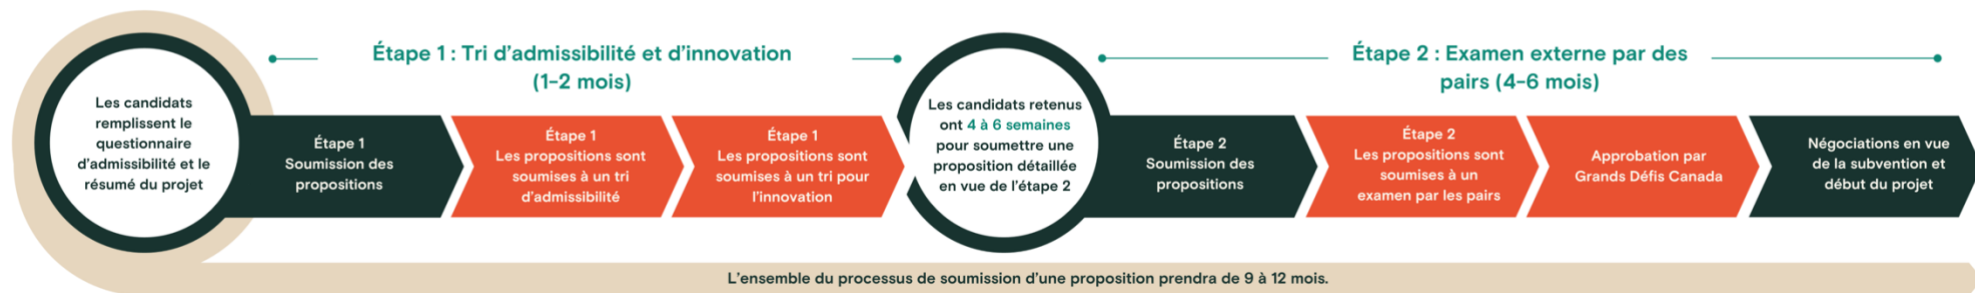 Les candidats
remplissent le
questionnaire
d'admissibilité et le
résumé du projet
Étape 1 : Tri d'admissibilité et d'innovation
(1-2 mois)
Étape 1
Soumission des
propositions
Étape 1
Les propositions sont
soumises à un tri
d'admissibilité
Étape 1
Les propositions sont
soumises à un tri pour
l'innovation
Les candidats retenus
ont 4 à 6 semaines
pour soumettre une
proposition détaillée
en vue de l'étape 2
Étape 2 : Examen externe par des
pairs (4-6 mois)
Étape 2
Soumission des
propositions
Étape 2
Les propositions sont
soumises à un
examen par les pairs
Approbation par
Grands Défis Canada
Négociations en vue
de la subvention et
début du projet
L'ensemble du processus de soumission d'une proposition prendra de 9 à 12 mois.